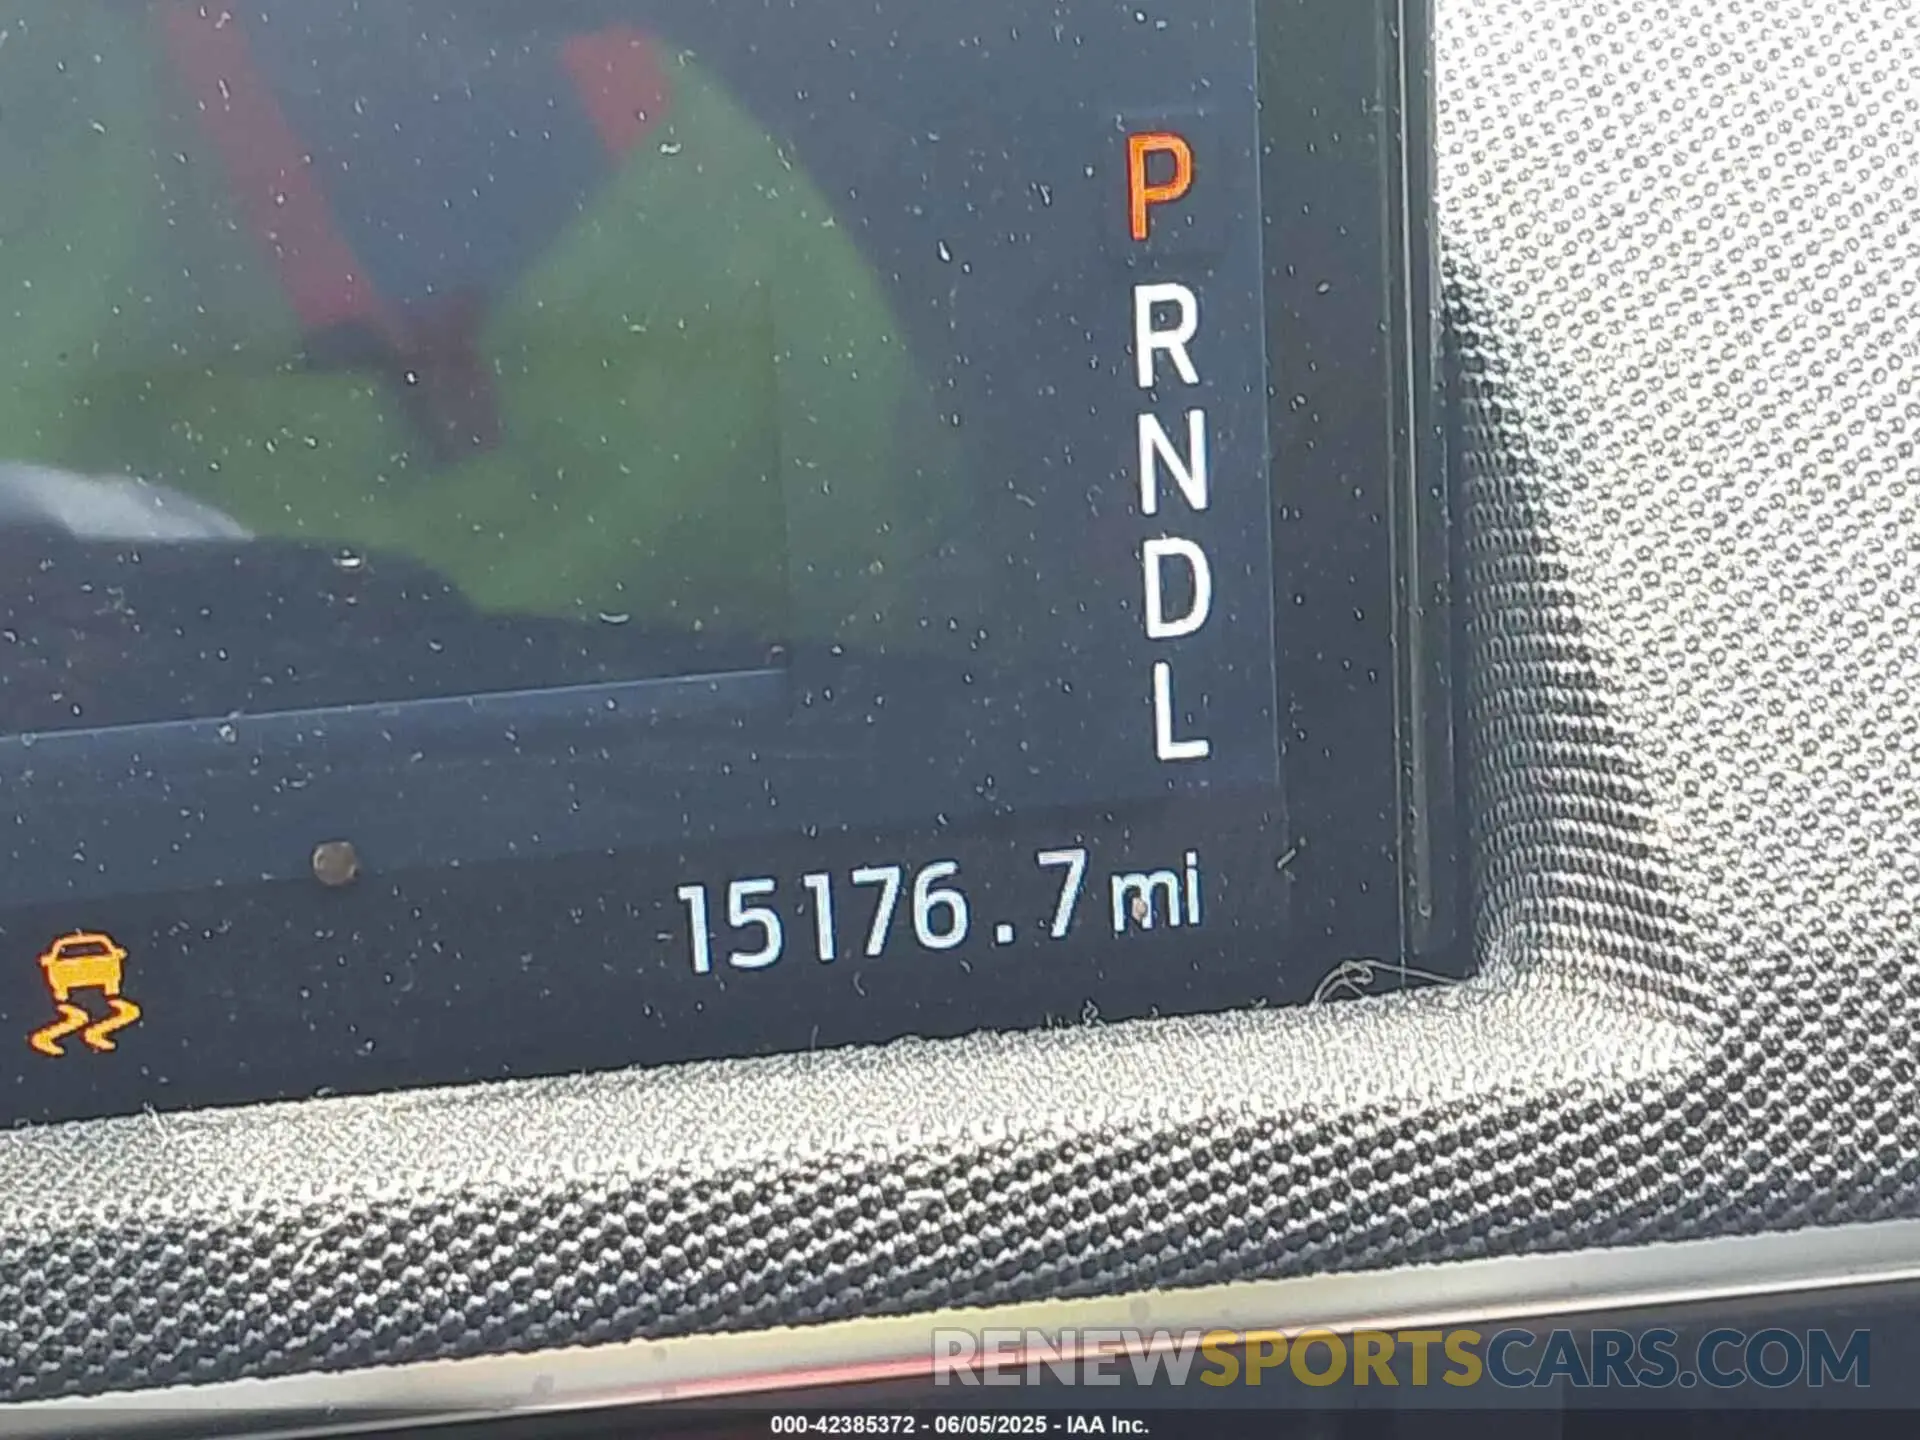 P
R
N
D
L
15176.7 mi
RENEWSPORTSCARS.COM
000-42385372 - 06/05/2025 - IAA Inc.